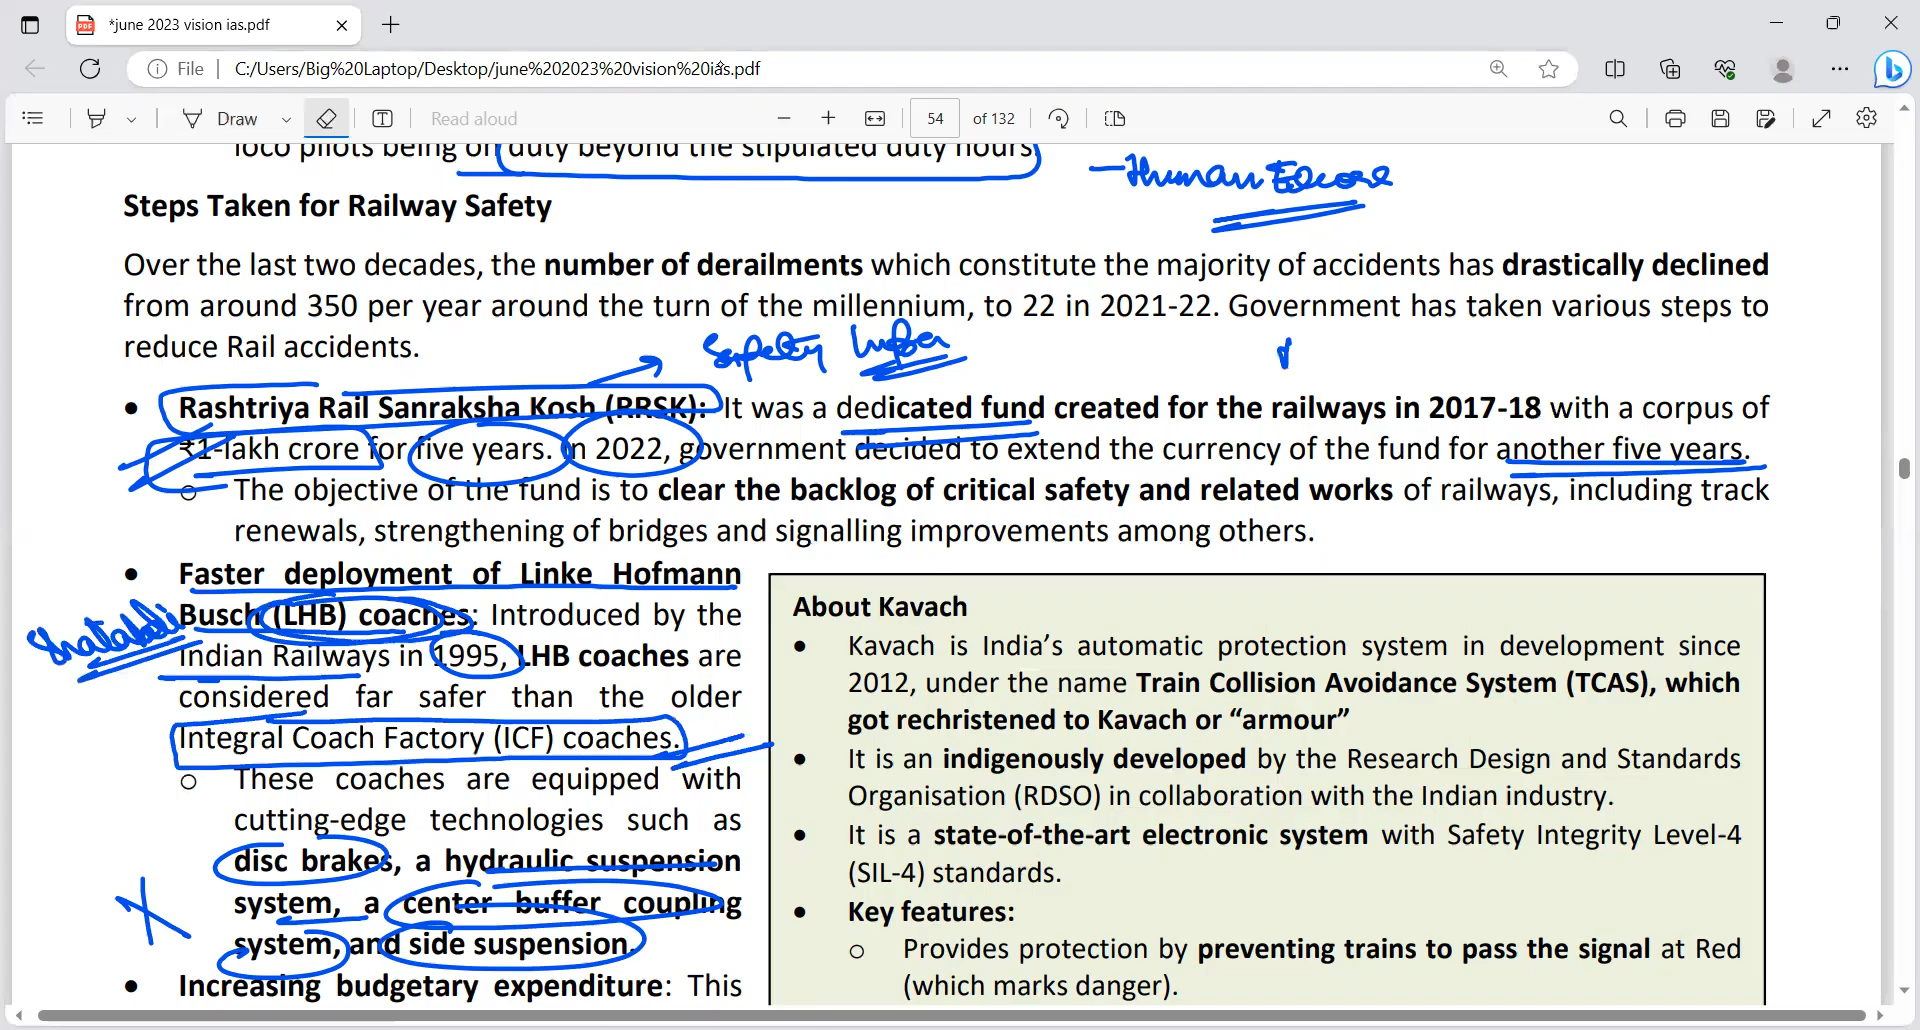 *june 2023 vision ias.pdf
File | C:/Users/Big%20Laptop/Desktop/june%202023%20vision%20ias.pdf
Draw
Read aloud
54 of 132
loco pilots being on duty beyond the stipulated duty hours.
Human
Steps Taken for Railway Safety
Over the last two decades, the number of derailments which constitute the majority of accidents has drastically declined
from around 350 per year around the turn of the millennium, to 22 in 2021-22. Government has taken various steps to
reduce Rail accidents.
Safety Infra
• Rashtriya Rail Sanraksha Kosh (RRSK): It was a dedicated fund created for the railways in 2017-18 with a corpus of
₹1-lakh crore for five years. In 2022, government decided to extend the currency of the fund for another five years.
o The objective of the fund is to clear the backlog of critical safety and related works of railways, including track
renewals, strengthening of bridges and signalling improvements among others.
• Faster deployment of Linke Hofmann
Busch (LHB) coaches: Introduced by the
Shatabdi
Indian Railways in 1995, LHB coaches are
considered far safer than the older
Integral Coach Factory (ICF) coaches.
o These coaches are equipped with
cutting-edge technologies such as
disc brakes, a hydraulic suspension
system, a center buffer coupling
system, and side suspension.
• Increasing budgetary expenditure: This
About Kavach
• Kavach is India's automatic protection system in development since
2012, under the name Train Collision Avoidance System (TCAS), which
got rechristened to Kavach or “armour”
• It is an indigenously developed by the Research Design and Standards
Organisation (RDSO) in collaboration with the Indian industry.
• It is a state-of-the-art electronic system with Safety Integrity Level-4
(SIL-4) standards.
• Key features:
o Provides protection by preventing trains to pass the signal at Red
(which marks danger).